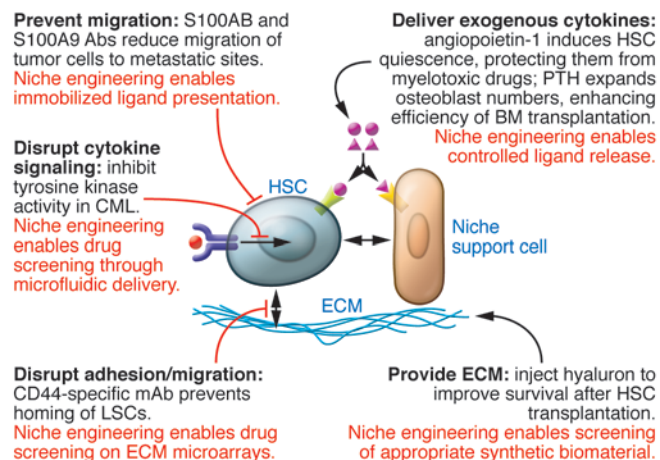 Prevent migration: S100AB and
S100A9 Abs reduce migration of
tumor cells to metastatic sites.
Niche engineering enables
immobilized ligand presentation.
Deliver exogenous cytokines:
angiopoietin-1 induces HSC
quiescence, protecting them from
myelotoxic drugs; PTH expands
osteoblast numbers, enhancing
efficiency of BM transplantation.
Niche engineering enables
controlled ligand release.
Disrupt cytokine
signaling: inhibit
tyrosine kinase
activity in CML.
Niche engineering
enables drug
screening through
microfluidic delivery.
HSC
Niche
support cell
ECM
Disrupt adhesion/migration:
CD44-specific mAb prevents
homing of LSCs.
Niche engineering enables drug
screening on ECM microarrays.
Provide ECM: inject hyaluron to
improve survival after HSC
transplantation.
Niche engineering enables screening
of appropriate synthetic biomaterial.